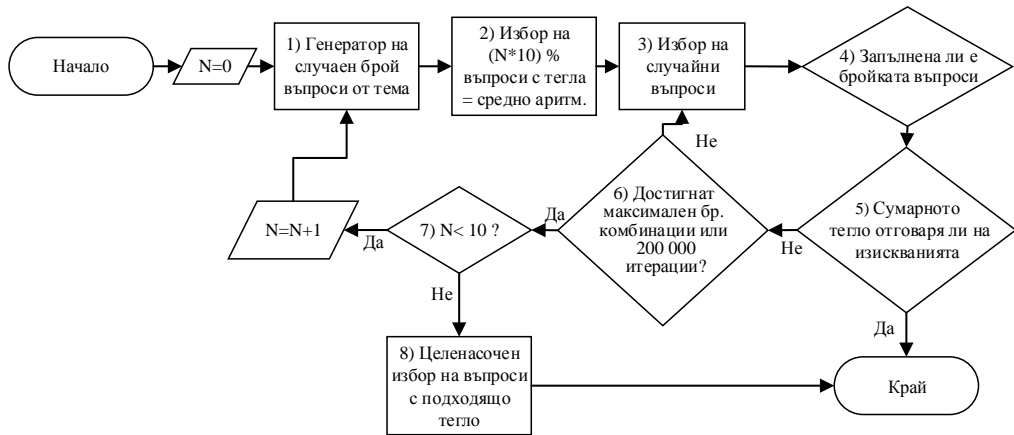 Начало
N=0
1) Генератор на
случаен брой
въпроси от тема
2) Избор на
(N*10) %
въпроси с тегла
= средно аритм.
3) Избор на
случайни
въпроси
4) Запълнена ли е
бройката въпроси
Не
N=N+1
Да
7) N< 10 ?
Да
6) Достигнат
максимален бр.
комбинации или
200 000
итерации?
Не
5) Сумарното
тегло отговаря ли на
изискванията
Не
Да
8) Целенасочен
избор на въпроси
с подходящо
тегло
Край